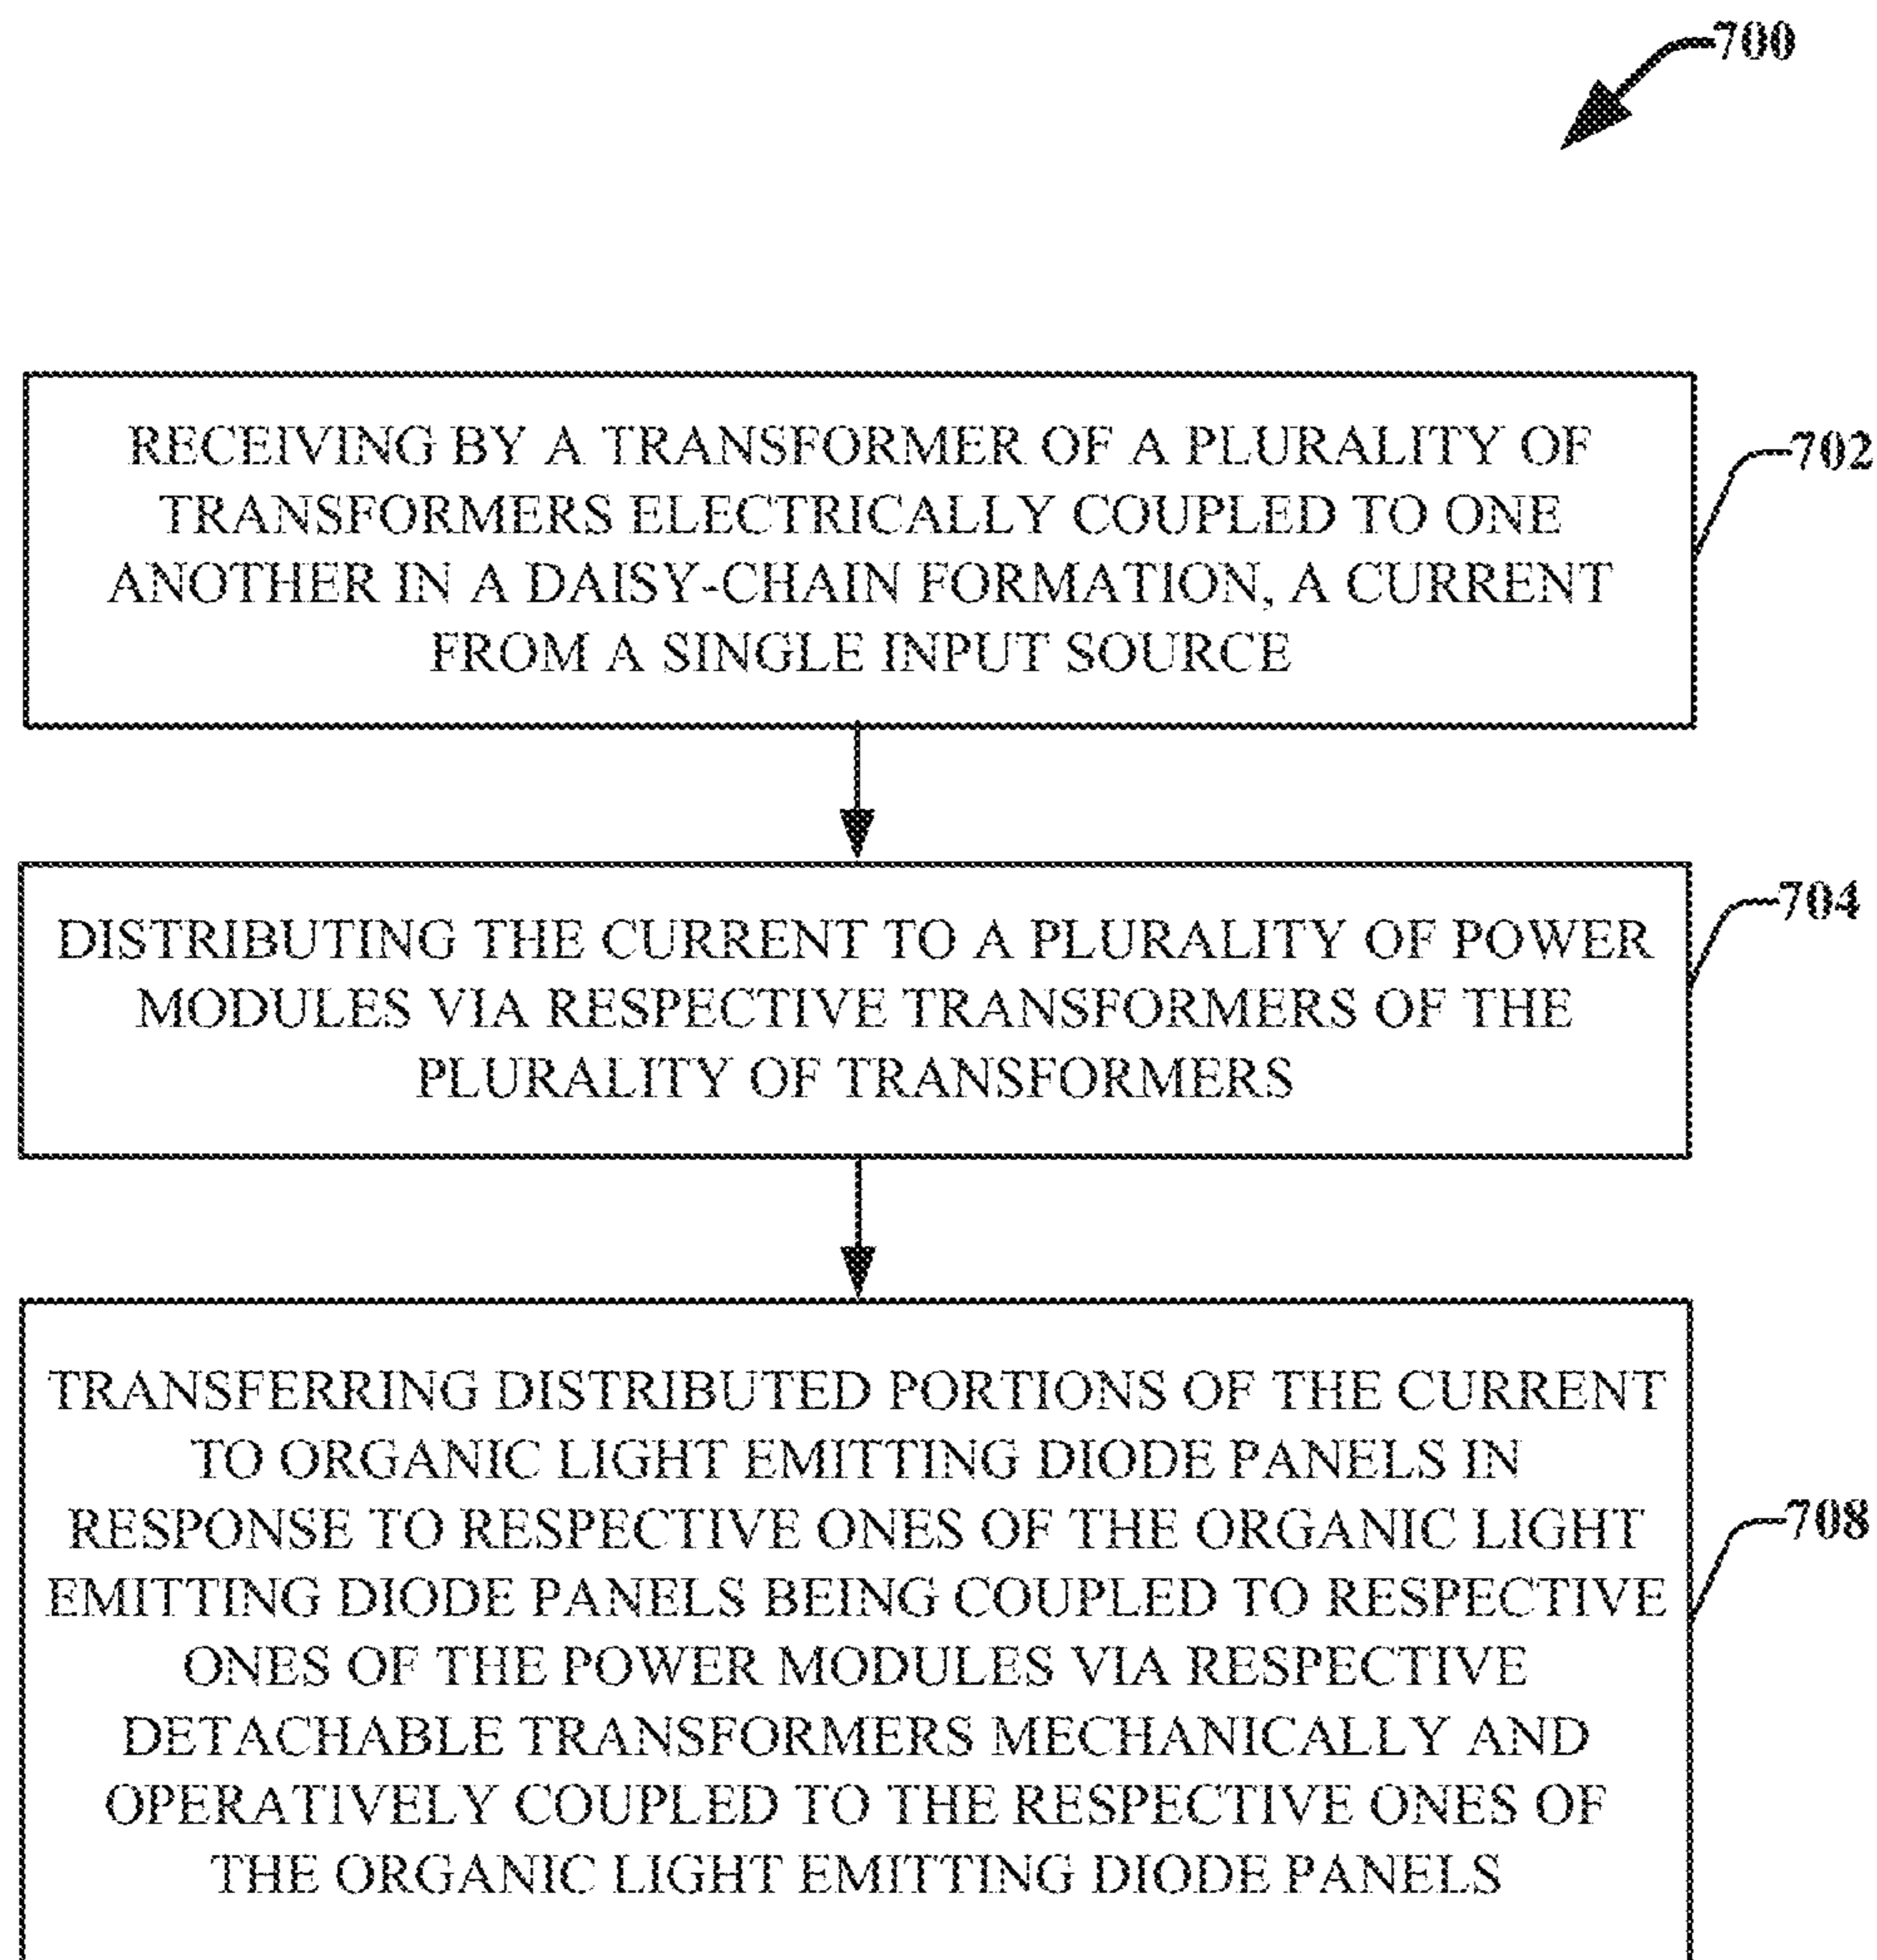 700
RECEIVING BY A TRANSFORMER OF A PLURALITY OF
TRANSFORMERS ELECTRICALLY COUPLED TO ONE
ANOTHER IN A DAISY-CHAIN FORMATION, A CURRENT
FROM A SINGLE INPUT SOURCE
702
DISTRIBUTING THE CURRENT TO A PLURALITY OF POWER
MODULES VIA RESPECTIVE TRANSFORMERS OF THE
PLURALITY OF TRANSFORMERS
704
TRANSFERRING DISTRIBUTED PORTIONS OF THE CURRENT
TO ORGANIC LIGHT EMITTING DIODE PANELS IN
RESPONSE TO RESPECTIVE ONES OF THE ORGANIC LIGHT
EMITTING DIODE PANELS BEING COUPLED TO RESPECTIVE
ONES OF THE POWER MODULES VIA RESPECTIVE
DETACHABLE TRANSFORMERS MECHANICALLY AND
OPERATIVELY COUPLED TO THE RESPECTIVE ONES OF
THE ORGANIC LIGHT EMITTING DIODE PANELS
708